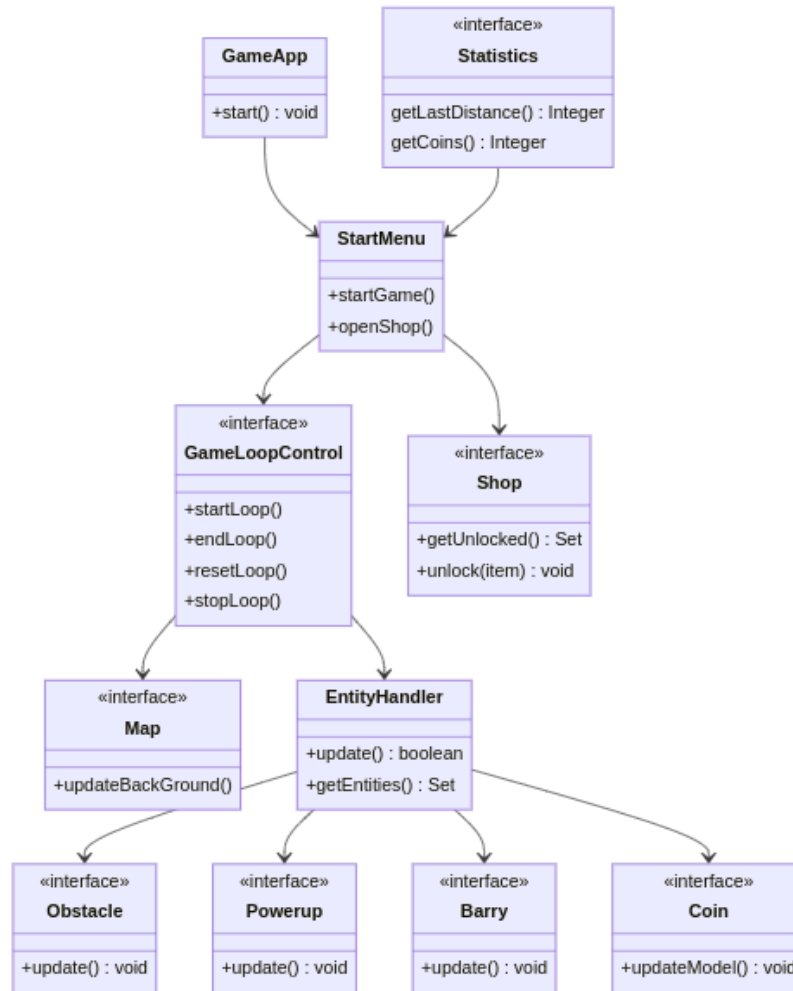 GameApp
+start() : void
«interface»
Statistics
getLastDistance() : Integer
getCoins() : Integer
StartMenu
+startGame()
+openShop()
«interface»
GameLoopControl
+startLoop()
+endLoop()
+resetLoop()
+stopLoop()
«interface»
Shop
+getUnlocked() : Set
+unlock(item) : void
«interface»
Map
+updateBackGround()
EntityHandler
+update() : boolean
+getEntities() : Set
«interface»
Obstacle
+update() : void
«interface»
Powerup
+update() : void
«interface»
Barry
+update() : void
«interface»
Coin
+updateModel() : void